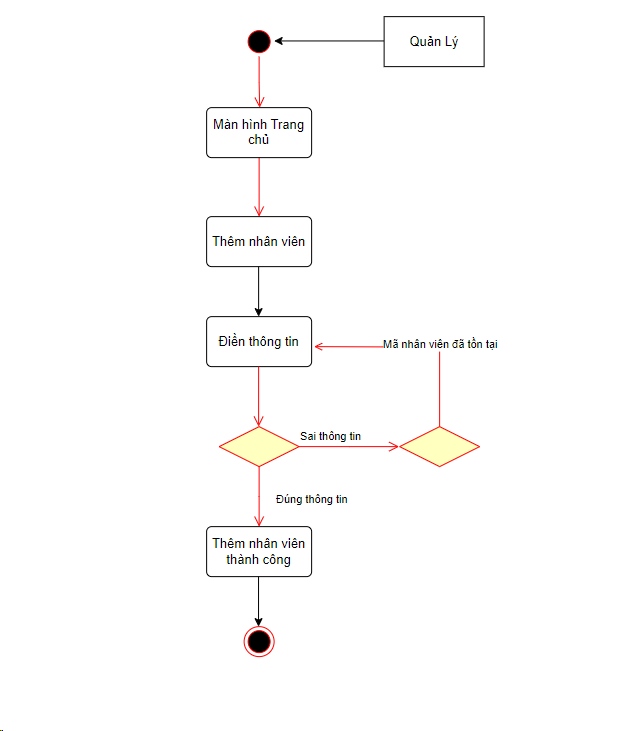 Quản Lý
Màn hình Trang
chủ
Thêm nhân viên
Điền thông tin
Mã nhân viên đã tồn tại
Sai thông tin
Đúng thông tin
Thêm nhân viên
thành công